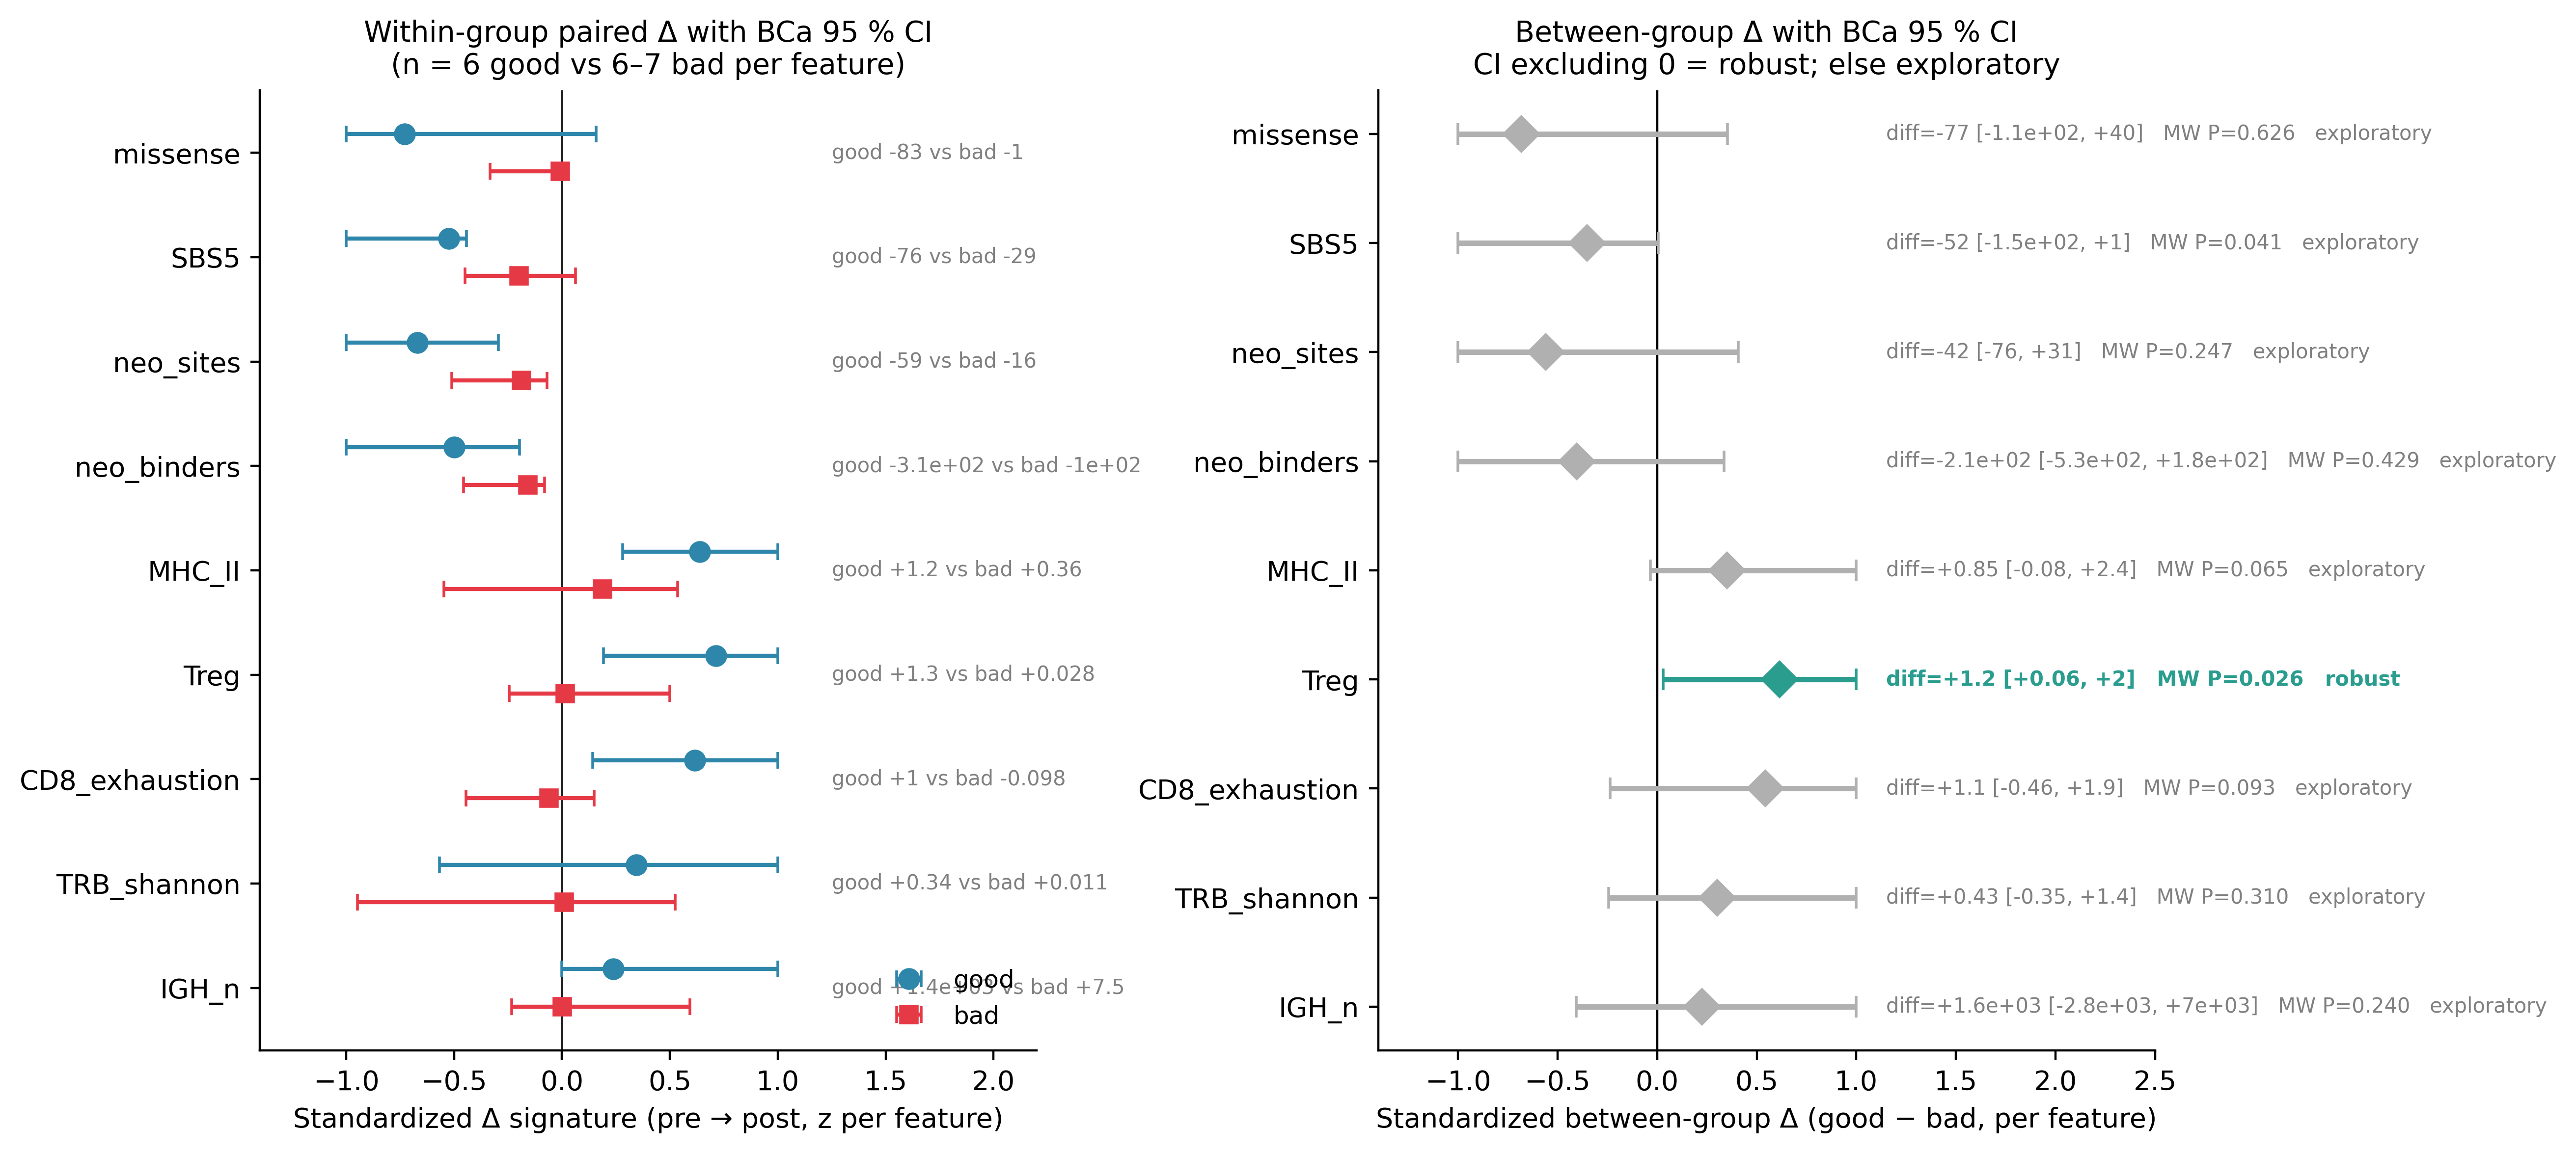 Within-group paired Δ with BCa 95 % CI
(n = 6 good vs 6–7 bad per feature)
missense
good -83 vs bad -1
SBS5
good -76 vs bad -29
neo_sites
good -59 vs bad -16
neo_binders
good -3.1e+02 vs bad -1e+02
MHC_II
good +1.2 vs bad +0.36
Treg
good +1.3 vs bad +0.028
CD8_exhaustion
good +1 vs bad -0.098
TRB_shannon
good +0.34 vs bad +0.011
IGH_n
good +1.4e+03 vs bad +7.5
good
bad
−1.0 −0.5 0.0 0.5 1.0 1.5 2.0
Standardized Δ signature (pre → post, z per feature)
Between-group Δ with BCa 95 % CI
CI excluding 0 = robust; else exploratory
missense
diff=-77 [-1.1e+02, +40] MW P=0.626 exploratory
SBS5
diff=-52 [-1.5e+02, +1] MW P=0.041 exploratory
neo_sites
diff=-42 [-76, +31] MW P=0.247 exploratory
neo_binders
diff=-2.1e+02 [-5.3e+02, +1.8e+02] MW P=0.429 exploratory
MHC_II
diff=+0.85 [-0.08, +2.4] MW P=0.065 exploratory
Treg
diff=+1.2 [+0.06, +2] MW P=0.026 robust
CD8_exhaustion
diff=+1.1 [-0.46, +1.9] MW P=0.093 exploratory
TRB_shannon
diff=+0.43 [-0.35, +1.4] MW P=0.310 exploratory
IGH_n
diff=+1.6e+03 [-2.8e+03, +7e+03] MW P=0.240 exploratory
−1.0 −0.5 0.0 0.5 1.0 1.5 2.0 2.5
Standardized between-group Δ (good − bad, per feature)